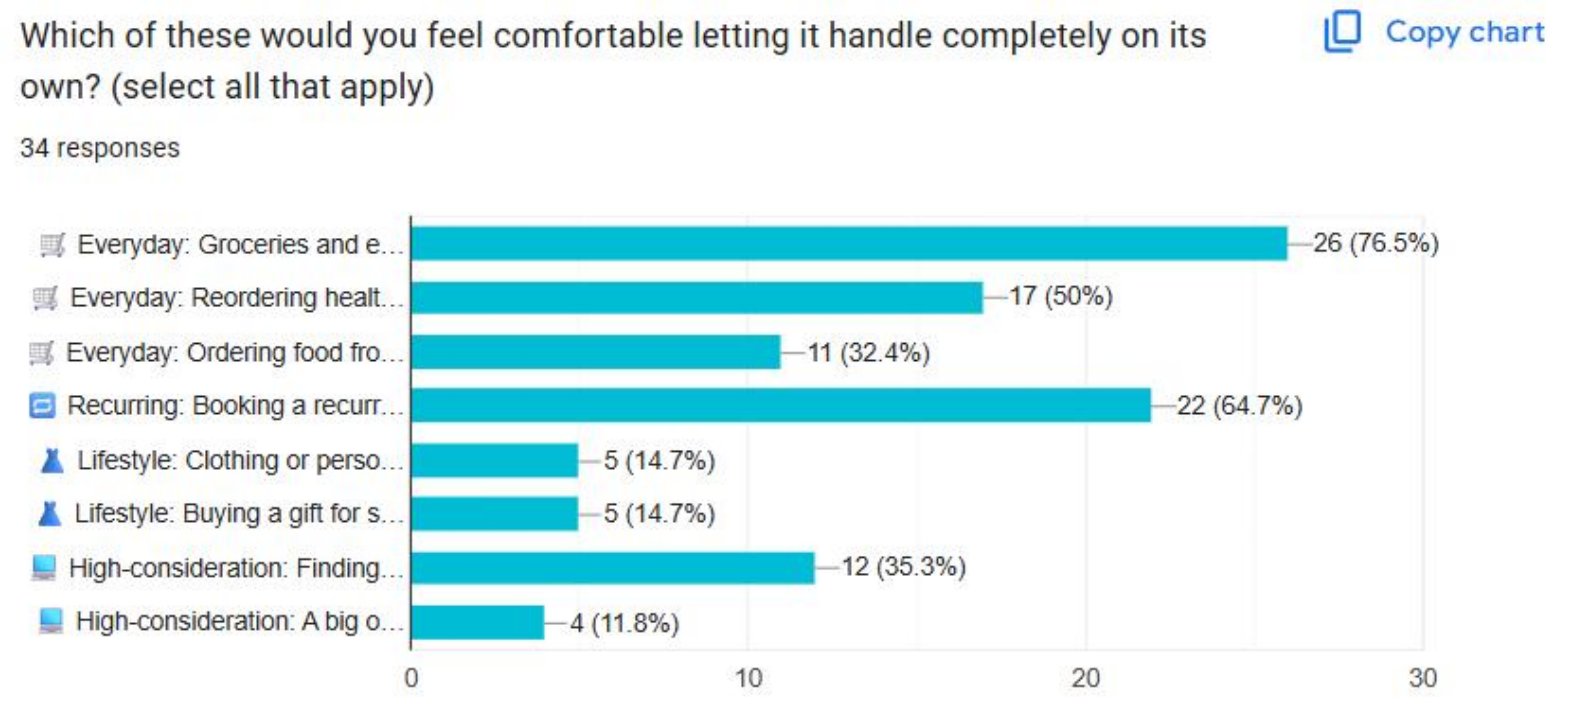 Which of these would you feel comfortable letting it handle completely on its
own? (select all that apply)
Copy chart
34 responses
Everyday: Groceries and e...
26 (76.5%)
Everyday: Reordering healt...
17 (50%)
Everyday: Ordering food fro...
11 (32.4%)
Recurring: Booking a recurr...
22 (64.7%)
Lifestyle: Clothing or perso...
5 (14.7%)
Lifestyle: Buying a gift for s...
5 (14.7%)
High-consideration: Finding...
12 (35.3%)
High-consideration: A big o...
4 (11.8%)
0 10 20 30